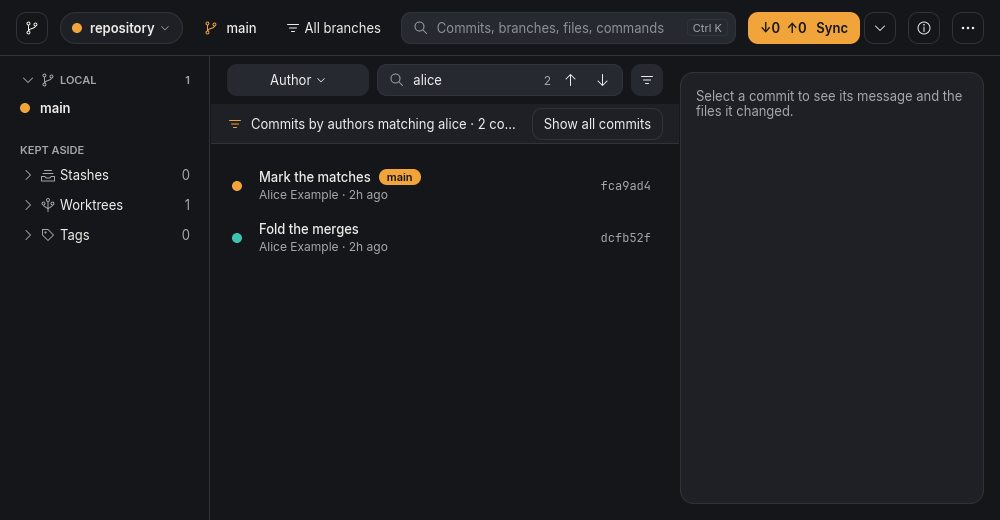 repository
main
All branches
Commits, branches, files, commands
Ctrl K
↓0 ↑0 Sync
LOCAL 1
main
KEPT ASIDE
Stashes 0
Worktrees 1
Tags 0
Author
alice
2
Commits by authors matching alice · 2 co...
Show all commits
Mark the matches main
Alice Example · 2h ago
fca9ad4
Fold the merges
Alice Example · 2h ago
dcfb52f
Select a commit to see its message and the
files it changed.